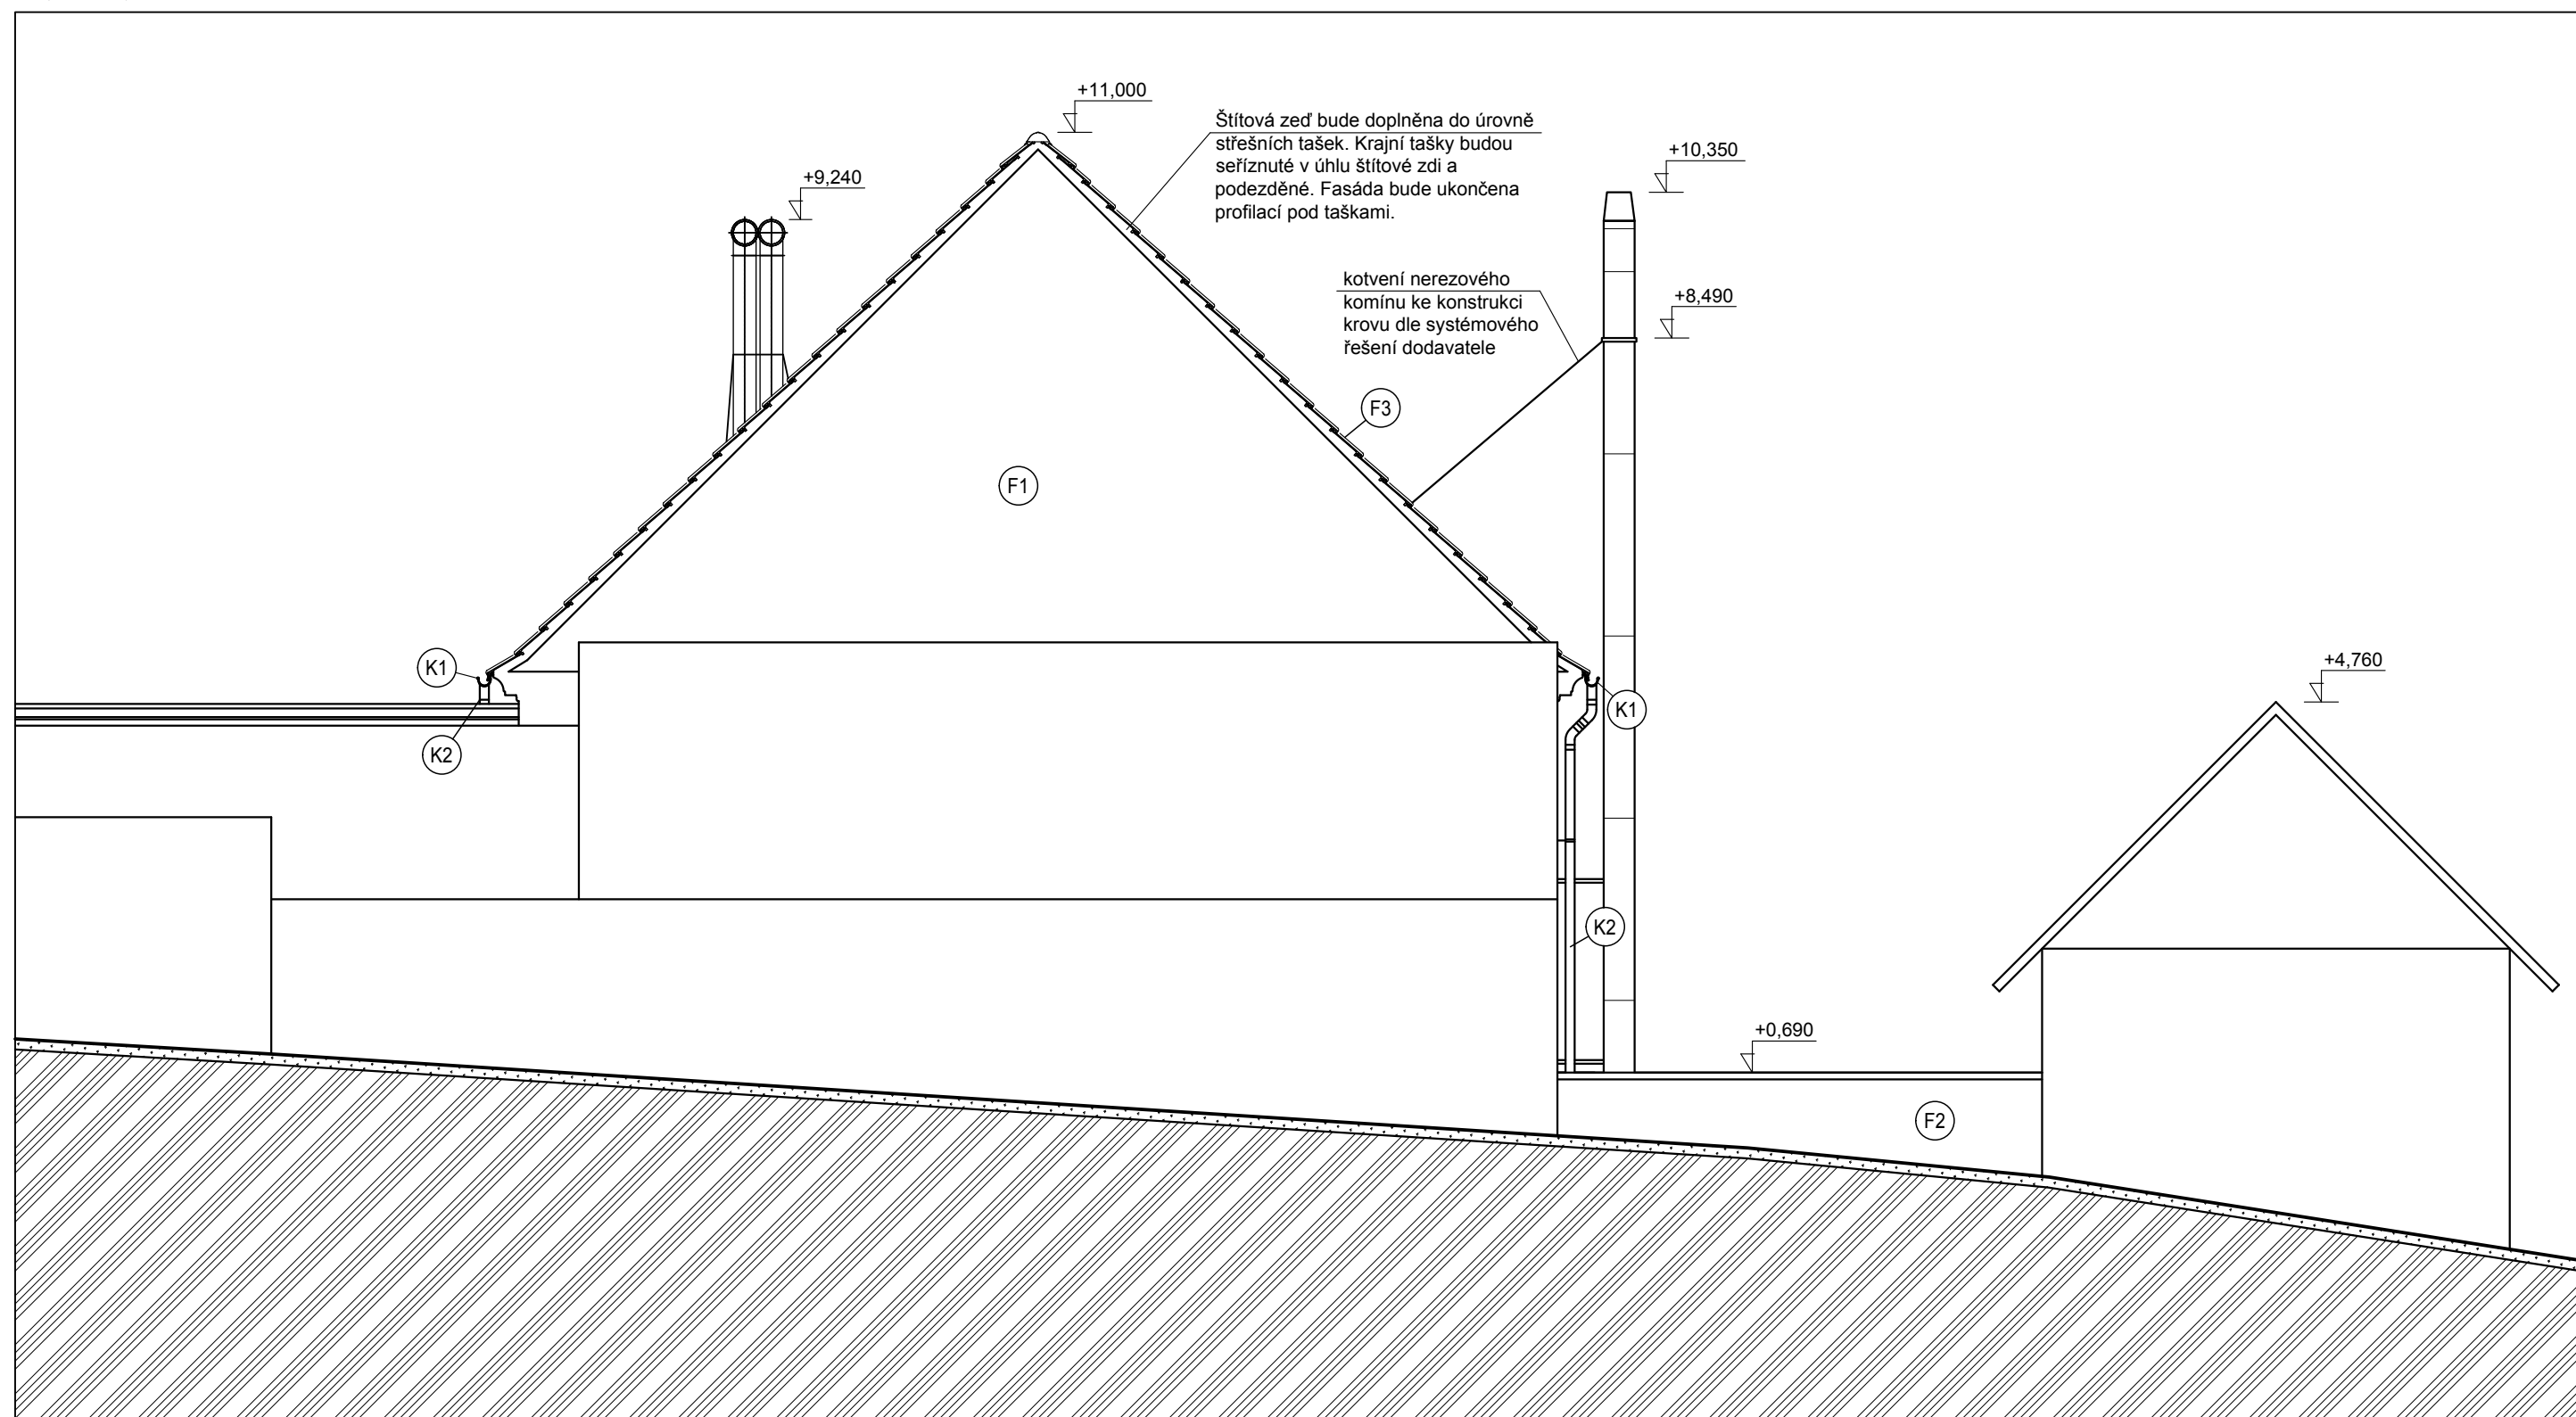 +11,000
Štítová zeď bude doplněna do úrovně
střešních tašek. Krajní tašky budou
seříznuté v úhlu štítové zdi a
podezděné. Fasáda bude ukončena
profilací pod taškami.
+10,350
+9,240
kotvení nerezového
komínu ke konstrukci
krovu dle systémového
řešení dodavatele
+8,490
F3
F1
K1
+4,760
K1
K2
K2
+0,690
F2